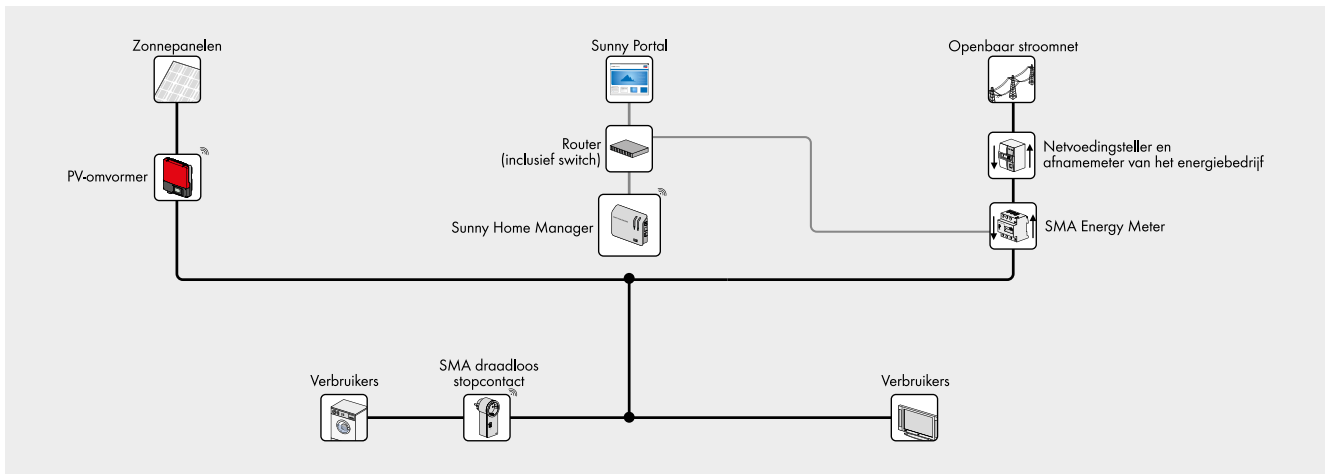 Zonnepanelen
Sunny Portal
Openbaar stroomnet
Router
(inclusief switch)
Netvoedingsteller en
afnamemeter van het energiebedrijf
PV-omvormer
Sunny Home Manager
SMA Energy Meter
SMA draadloos
stopcontact
Verbruikers
Verbruikers